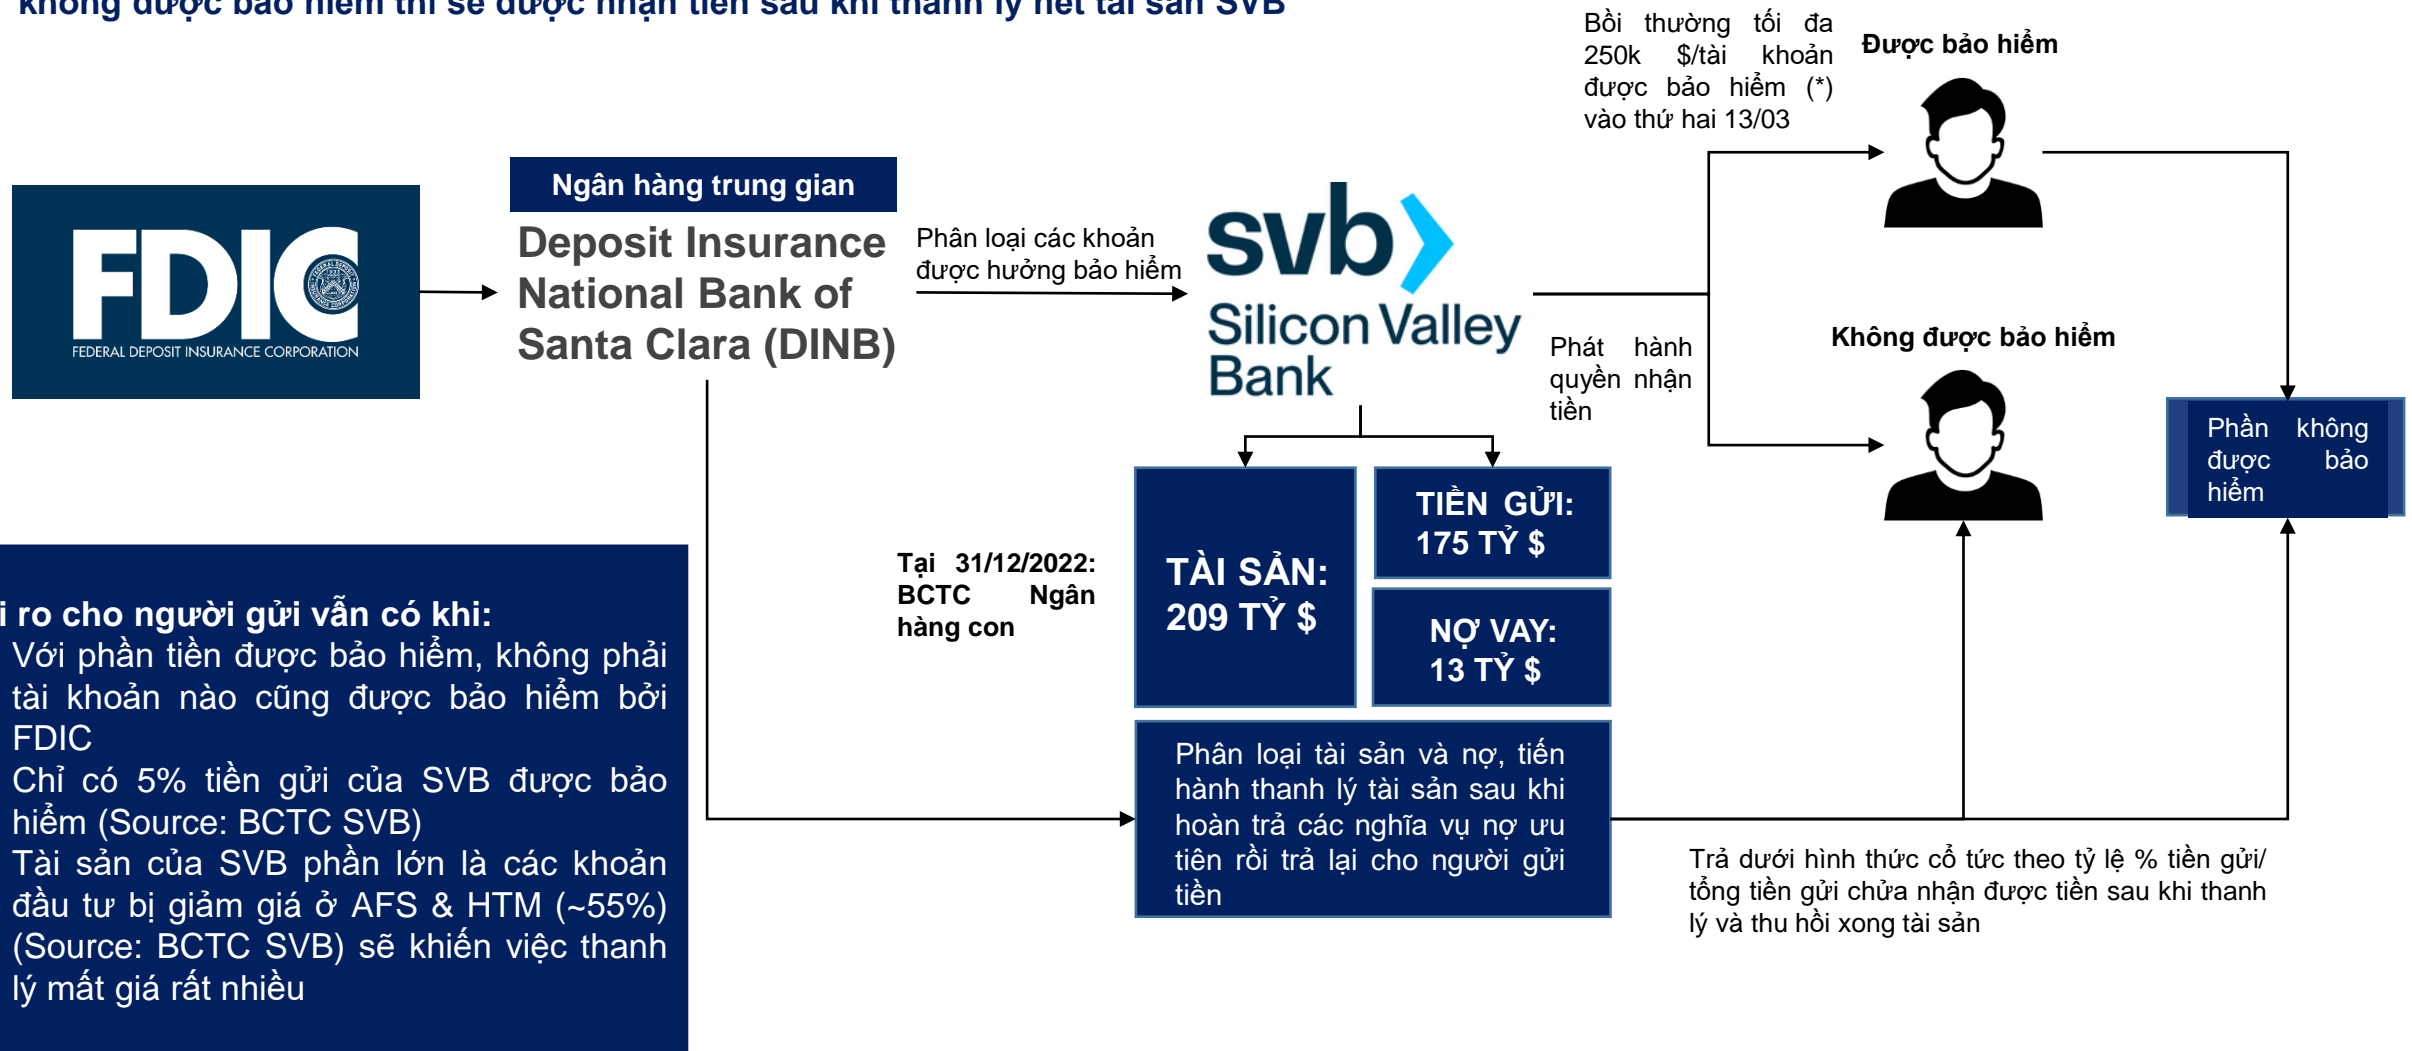 không được bảo hiểm thì sẽ được nhận tiền sau khi thanh lý hết tài sản SVB
Bồi thường tối đa
250k $/tài khoản
được bảo hiểm (*)
vào thứ hai 13/03
Được bảo hiểm
Ngân hàng trung gian
FDIC
FEDERAL DEPOSIT INSURANCE CORPORATION
Deposit Insurance
National Bank of
Santa Clara (DINB)
Phân loại các khoản
được hưởng bảo hiểm
svb
Silicon Valley
Bank
Phát hành
quyền nhận
tiền
Không được bảo hiểm
Phần không
được bảo
hiểm
Tại 31/12/2022:
BCTC Ngân
hàng con
TÀI SẢN:
209 TỶ $
TIỀN GỬI:
175 TỶ $
NỢ VAY:
13 TỶ $
Phân loại tài sản và nợ, tiến
hành thanh lý tài sản sau khi
hoàn trả các nghĩa vụ nợ ưu
tiên rồi trả lại cho người gửi
tiền
Trả dưới hình thức cổ tức theo tỷ lệ % tiền gửi/
tổng tiền gửi chửa nhận được tiền sau khi thanh
lý và thu hồi xong tài sản
i ro cho người gửi vẫn có khi:
Với phần tiền được bảo hiểm, không phải
tài khoản nào cũng được bảo hiểm bởi
FDIC
Chỉ có 5% tiền gửi của SVB được bảo
hiểm (Source: BCTC SVB)
Tài sản của SVB phần lớn là các khoản
đầu tư bị giảm giá ở AFS & HTM (~55%)
(Source: BCTC SVB) sẽ khiến việc thanh
lý mất giá rất nhiều